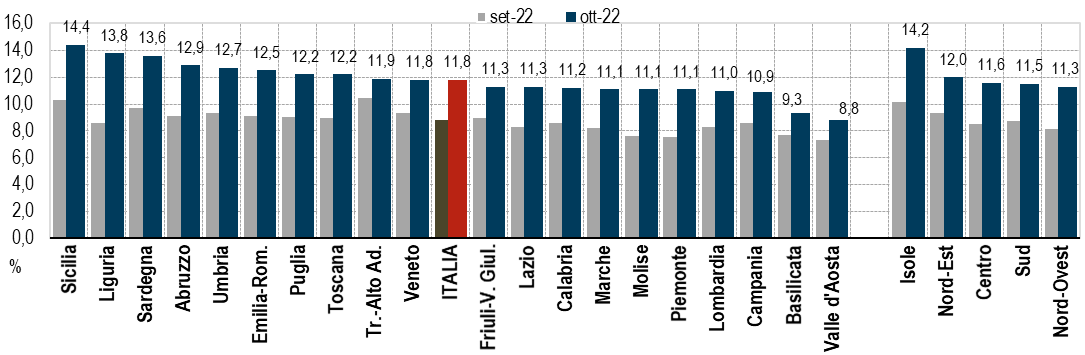 set-22 ott-22
16,0
14,0
12,0
10,0
8,0
6,0
4,0
2,0
0,0
%
14,4 13,8 13,6 12,9 12,7 12,5 12,2 12,2 11,9 11,8 11,8 11,3 11,3 11,2 11,1 11,1 11,1 11,0 10,9 9,3 8,8 14,2 12,0 11,6 11,5 11,3
Sicilia
Liguria
Sardegna
Abruzzo
Umbria
Emilia-Rom.
Puglia
Toscana
Tr.-Alto Ad.
Veneto
ITALIA
Friuli-V. Giul.
Lazio
Calabria
Marche
Molise
Piemonte
Lombardia
Campania
Basilicata
Valle d'Aosta
Isole
Nord-Est
Centro
Sud
Nord-Ovest